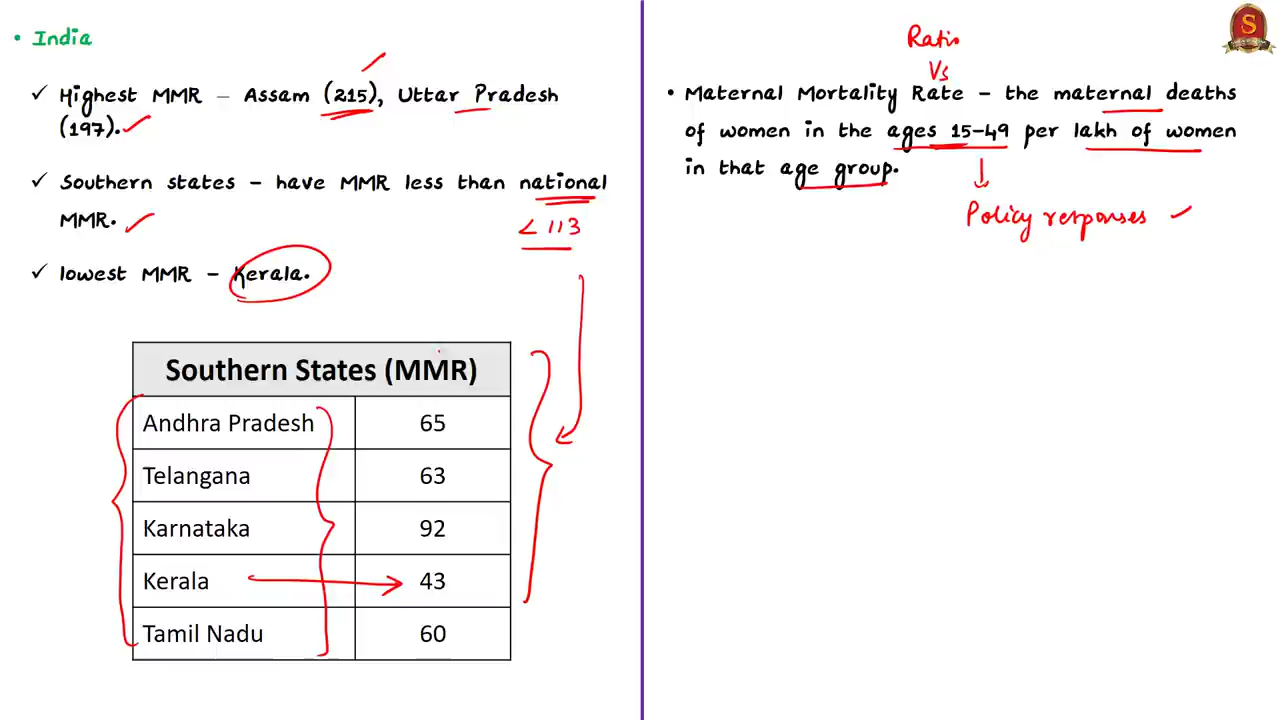 • India
✓ Highest MMR – Assam (215), Uttar Pradesh
(197).
✓ Southern states – have MMR less than national
MMR.
< 113
✓ lowest MMR – Kerala.
Southern States (MMR)
Andhra Pradesh 65
Telangana 63
Karnataka 92
Kerala 43
Tamil Nadu 60
Ratio
Vs
• Maternal Mortality Rate – the maternal deaths
of women in the ages 15-49 per lakh of women
in that age group.
Policy responses
S